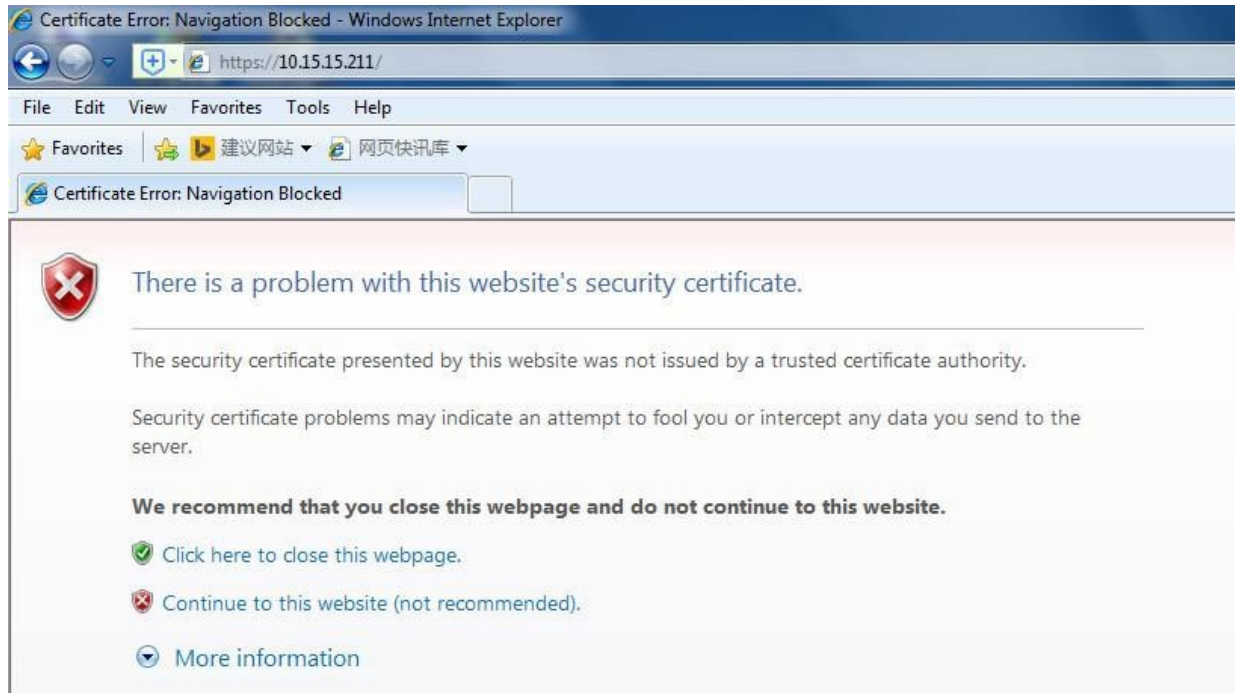 Certificate Error: Navigation Blocked - Windows Internet Explorer
https://10.15.15.211/
File Edit View Favorites Tools Help
Favorites 建议网站 网页快讯库
Certificate Error: Navigation Blocked
There is a problem with this website's security certificate.
The security certificate presented by this website was not issued by a trusted certificate authority.
Security certificate problems may indicate an attempt to fool you or intercept any data you send to the
server.
We recommend that you close this webpage and do not continue to this website.
Click here to close this webpage.
Continue to this website (not recommended).
More information